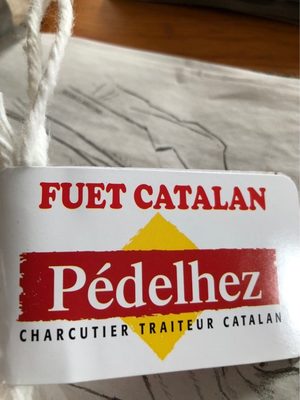 FUET CATALAN
Pédelhez
CHARCUTIER TRAITEUR CATALAN